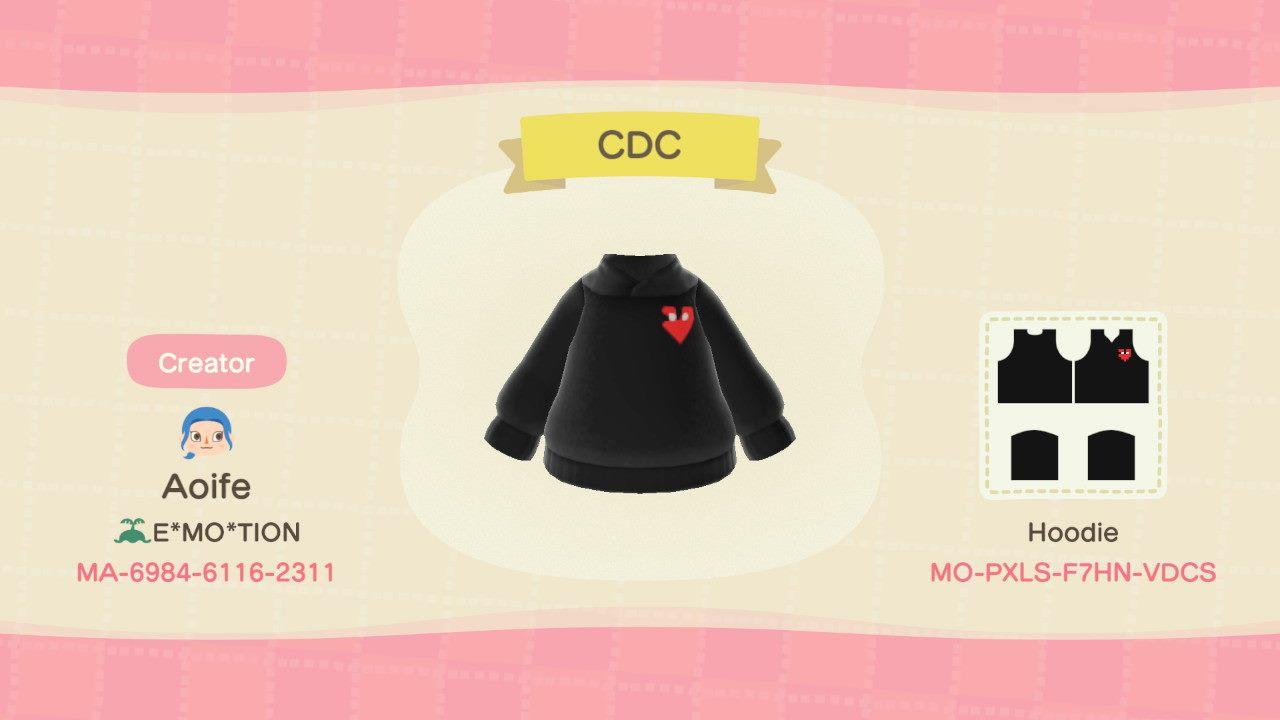 CDC
Creator
Aoife
E*MO*TION
MA-6984-6116-2311
Hoodie
MO-PXLS-F7HN-VDCS